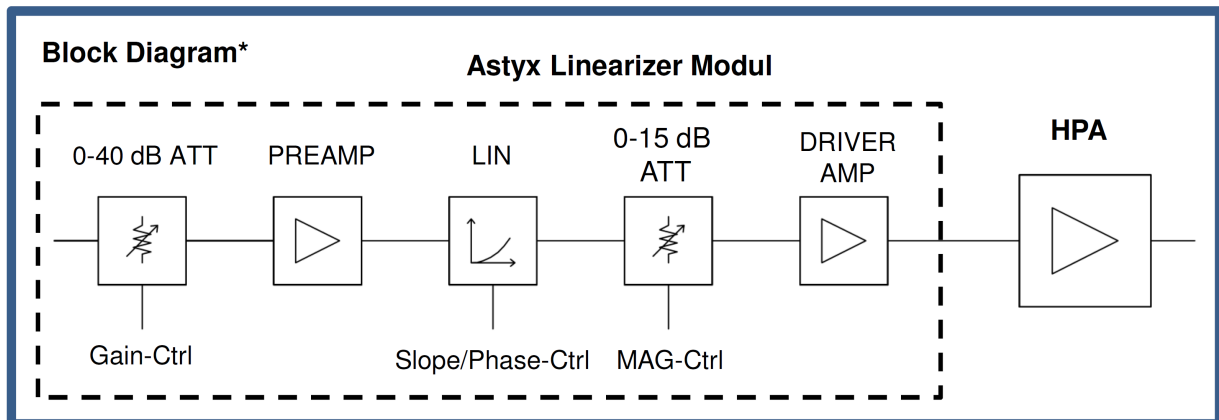 Block Diagram*
Astyx Linearizer Modul
HPA
0-40 dB ATT
PREAMP
LIN
0-15 dB
ATT
DRIVER
AMP
Gain-Ctrl
Slope/Phase-Ctrl
MAG-Ctrl